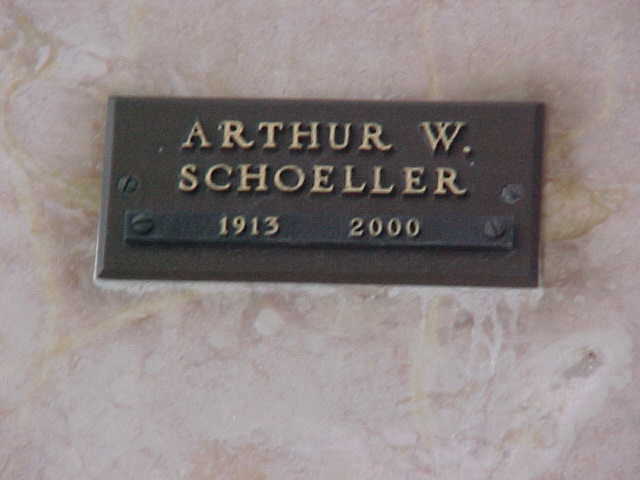 ARTHUR W.
SCHOELLER
1913 2000